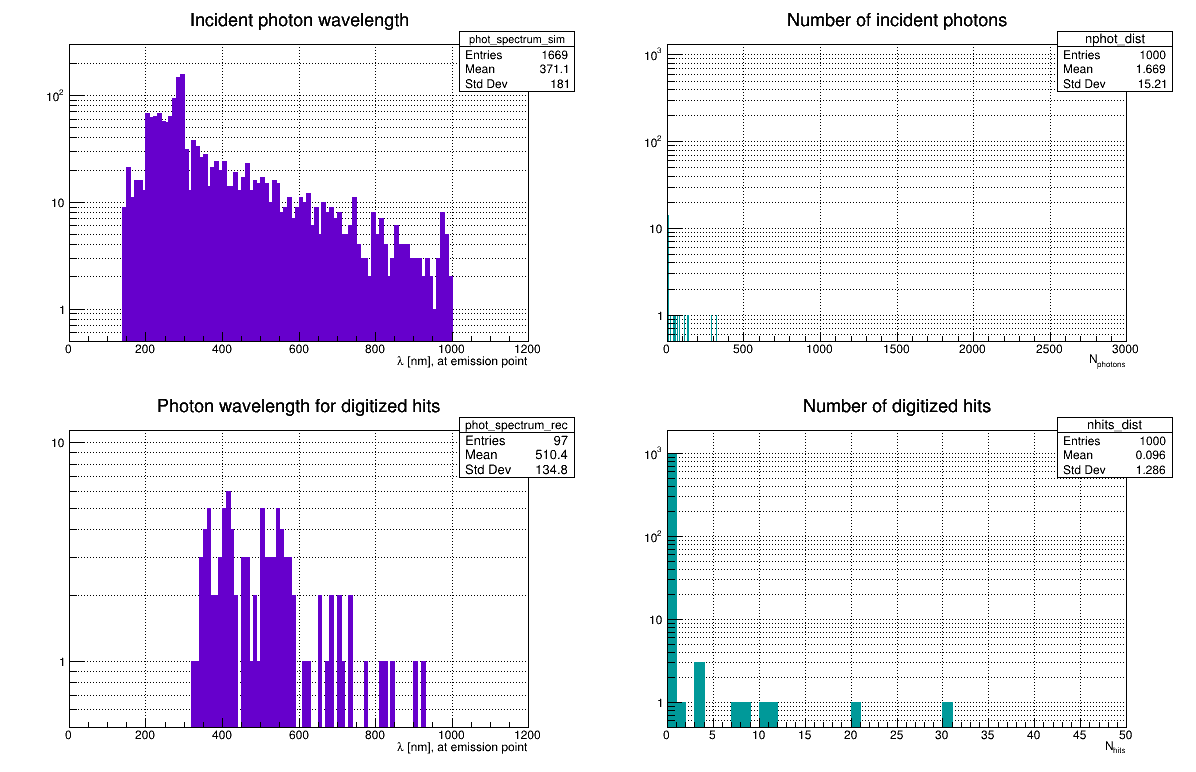 Incident photon wavelength
phot_spectrum_sim
Entries 1669
Mean 371.1
Std Dev 181
10²
10
1
0 200 400 600 800 1000 1200
λ [nm], at emission point
Number of incident photons
nphot_dist
Entries 1000
Mean 1.669
Std Dev 15.21
10³
10²
10
1
0 500 1000 1500 2000 2500 3000
Nphotons
Photon wavelength for digitized hits
phot_spectrum_rec
Entries 97
Mean 510.4
Std Dev 134.8
10
1
0 200 400 600 800 1000 1200
λ [nm], at emission point
Number of digitized hits
nhits_dist
Entries 1000
Mean 0.096
Std Dev 1.286
10³
10²
10
1
0 5 10 15 20 25 30 35 40 45 50
Nhits